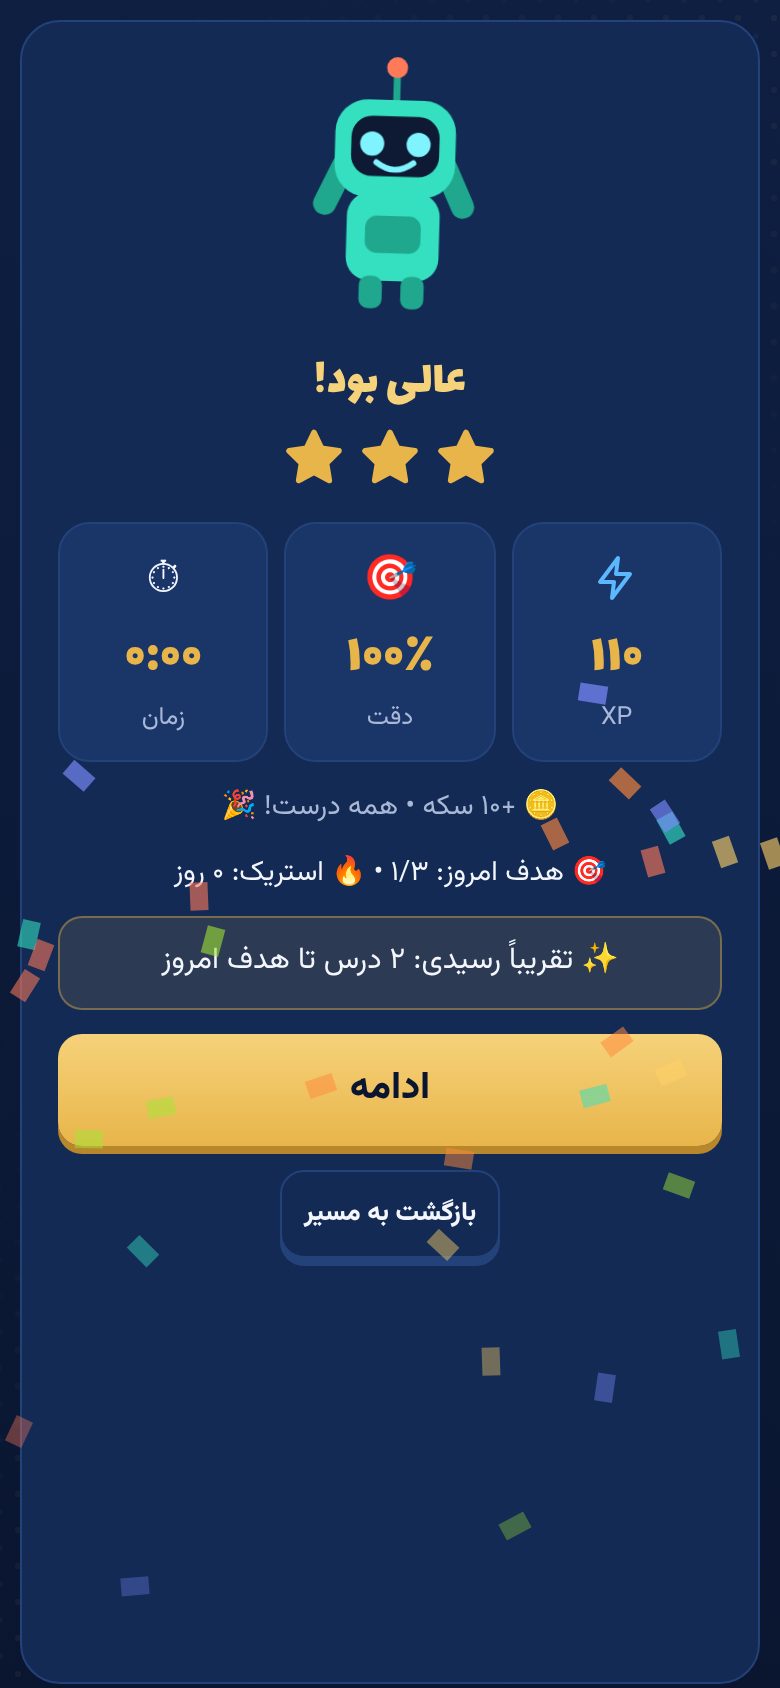 عالی بود!
۱۱۰
XP
۱۰۰٪
دقت
۰:۰۰
زمان
🪙 +۱۰ سکه • همه درست! 🎉
🎯 هدف امروز: ۱/۳ • 🔥 استریک: ۰ روز
✨ تقریباً رسیدی: ۲ درس تا هدف امروز
ادامه
بازگشت به مسیر